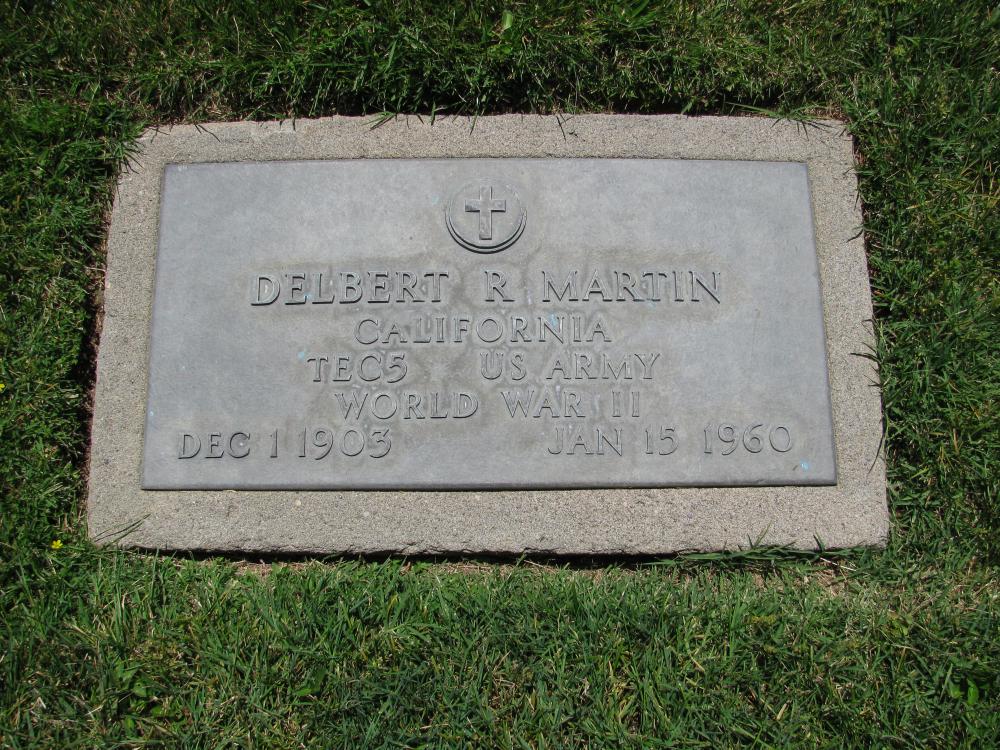 DELBERT R MARTIN
CALIFORNIA
TEC5 US ARMY
WORLD WAR II
DEC 1 1903 JAN 15 1960